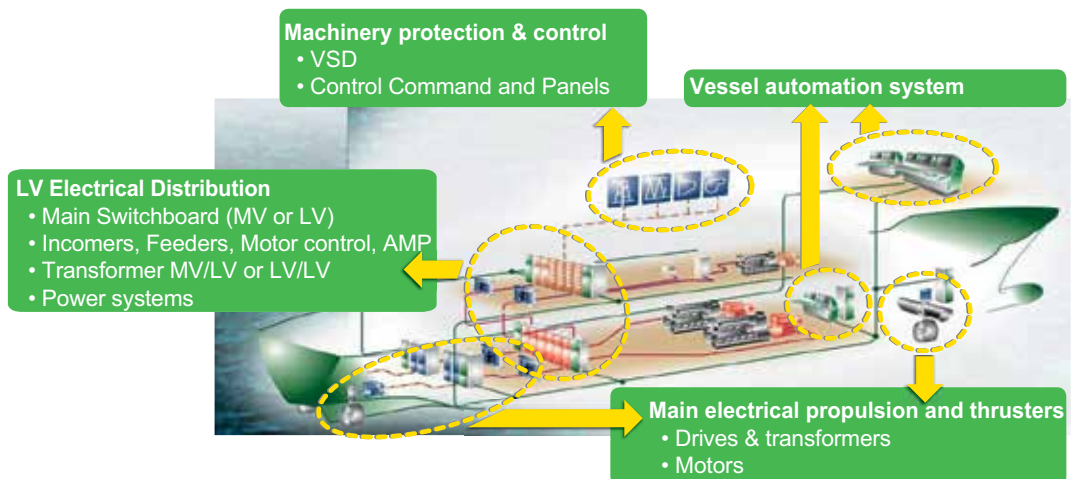 Machinery protection & control
• VSD
• Control Command and Panels
Vessel automation system
LV Electrical Distribution
• Main Switchboard (MV or LV)
• Incomers, Feeders, Motor control, AMP
• Transformer MV/LV or LV/LV
• Power systems
Main electrical propulsion and thrusters
• Drives & transformers
• Motors